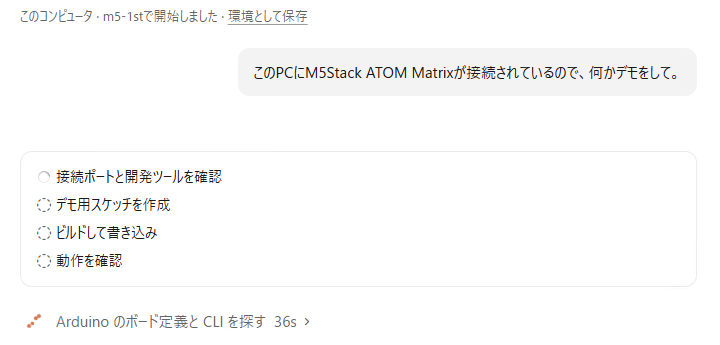 このコンピュータ · m5-1stで開始しました · 環境として保存
このPCにM5Stack ATOM Matrixが接続されているので、何かデモをして。
接続ポートと開発ツールを確認
デモ用スケッチを作成
ビルドして書き込み
動作を確認
Arduino のボード定義と CLI を探す 36s